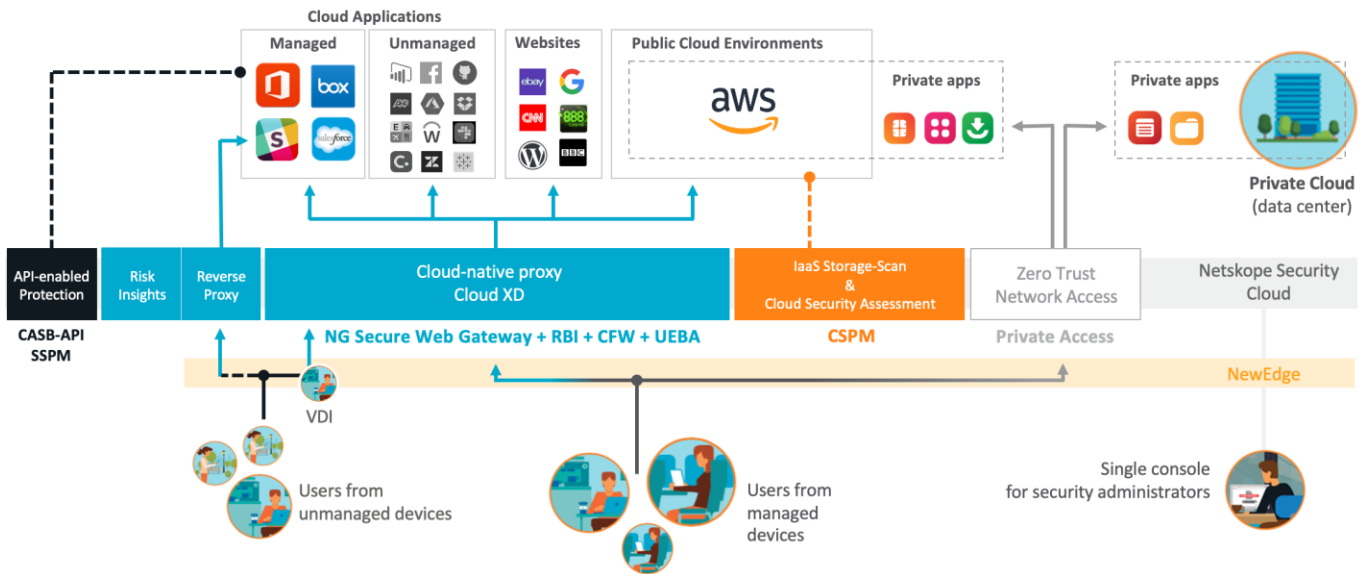 Cloud Applications
Managed
Unmanaged
Websites
Public Cloud Environments
Private apps
Private apps
box
salesforce
ebay
CNN
888
BBC
aws
Private Cloud
(data center)
API-enabled
Protection
Risk
Insights
Reverse
Proxy
Cloud-native proxy
Cloud XD
IaaS Storage-Scan
&
Cloud Security Assessment
Zero Trust
Network Access
Netskope Security
Cloud
CASB-API
SSPM
NG Secure Web Gateway + RBI + CFW + UEBA
CSPM
Private Access
NewEdge
VDI
Users from
unmanaged devices
Users from
managed
devices
Single console
for security administrators